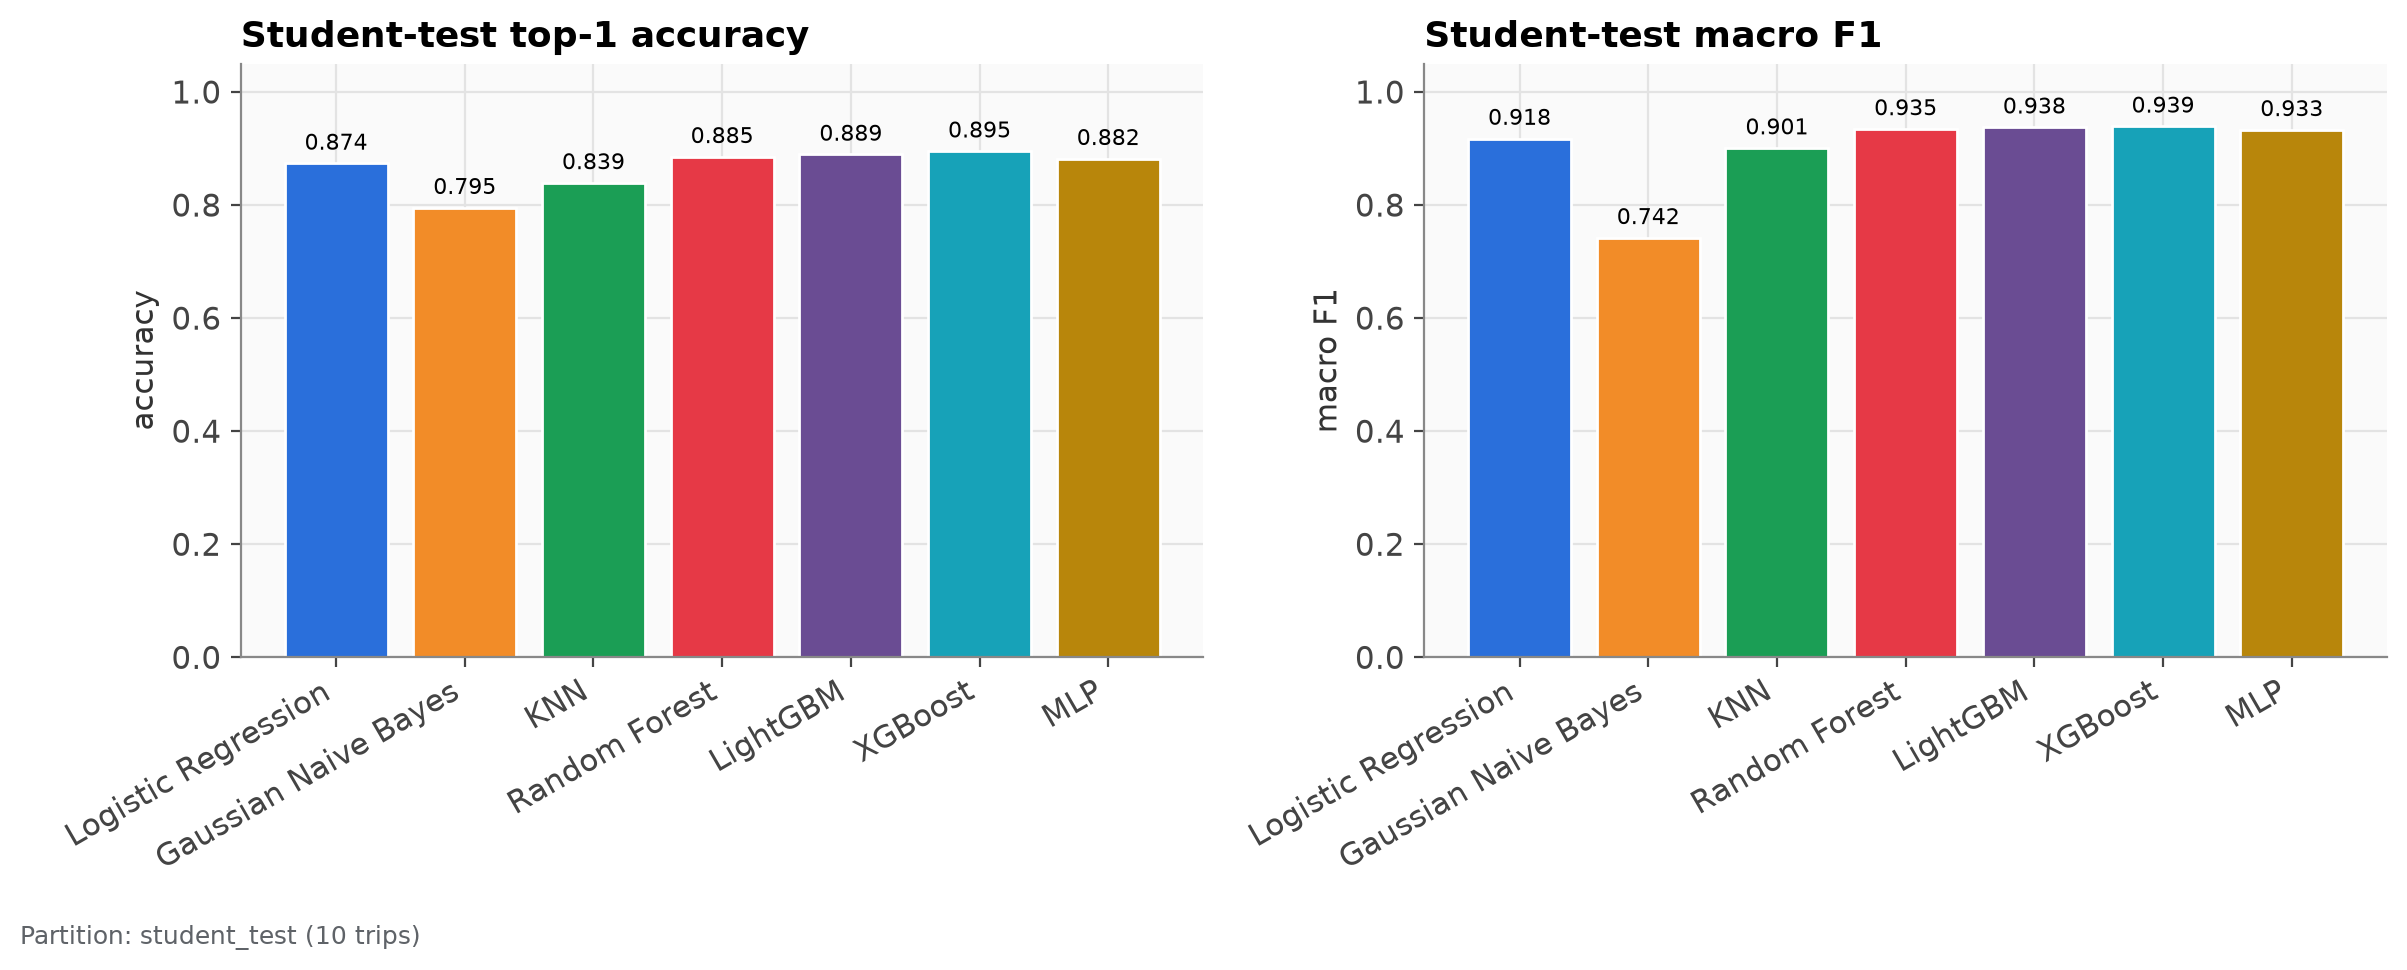 Student-test top-1 accuracy
accuracy
1.0
0.8
0.6
0.4
0.2
0.0
0.874
0.795
0.839
0.885
0.889
0.895
0.882
Logistic Regression
Gaussian Naive Bayes
KNN
Random Forest
LightGBM
XGBoost
MLP
Student-test macro F1
macro F1
1.0
0.8
0.6
0.4
0.2
0.0
0.918
0.742
0.901
0.935
0.938
0.939
0.933
Logistic Regression
Gaussian Naive Bayes
KNN
Random Forest
LightGBM
XGBoost
MLP
Partition: student_test (10 trips)